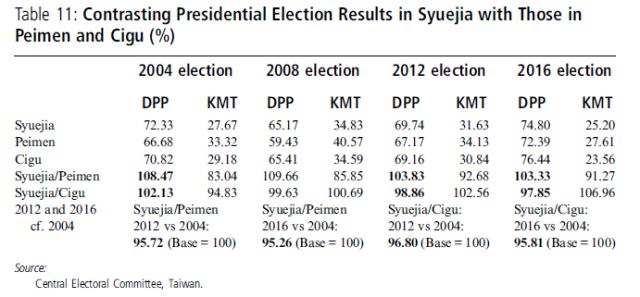 Table 11: Contrasting Presidential Election Results in Syuejia with Those in
Peimen and Cigu (%)
2004 election 2008 election 2012 election 2016 election
DPP KMT DPP KMT DPP KMT DPP KMT
Syuejia 72.33 27.67 65.17 34.83 69.74 31.63 74.80 25.20
Peimen 66.68 33.32 59.43 40.57 67.17 34.13 72.39 27.61
Cigu 70.82 29.18 65.41 34.59 69.16 30.84 76.44 23.56
Syuejia/Peimen 108.47 83.04 109.66 85.85 103.83 92.68 103.33 91.27
Syuejia/Cigu 102.13 94.83 99.63 100.69 98.86 102.56 97.85 106.96
2012 and 2016 Syuejia/Peimen Syuejia/Peimen Syuejia/Cigu: Syuejia/Cigu:
cf. 2004 2012 vs 2004: 2016 vs 2004: 2012 vs 2004: 2016 vs 2004:
95.72 (Base = 100) 95.26 (Base = 100) 96.80 (Base = 100) 95.81 (Base = 100)
Source:
Central Electoral Committee, Taiwan.